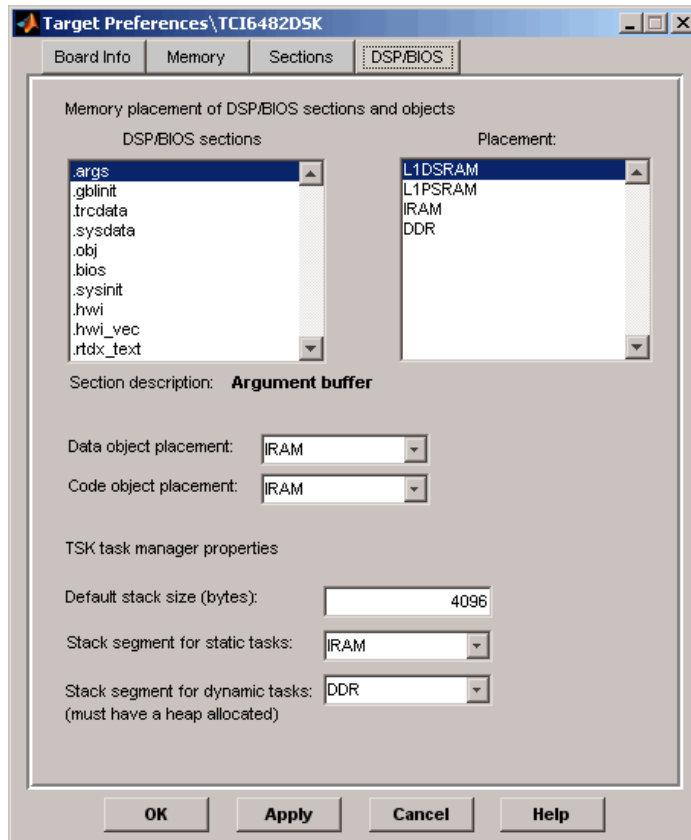 Target Preferences\TCI6482DSK
Board Info Memory Sections DSP/BIOS
Memory placement of DSP/BIOS sections and objects
DSP/BIOS sections Placement:
.args
.gblinit
.trcdata
.sysdata
.obj
.bios
.sysinit
.hwi
.hwi_vec
.rtdx_text
L1DSRAM
L1PSRAM
IRAM
DDR
Section description: Argument buffer
Data object placement: IRAM
Code object placement: IRAM
TSK task manager properties
Default stack size (bytes): 4096
Stack segment for static tasks: IRAM
Stack segment for dynamic tasks: DDR
(must have a heap allocated)
OK Apply Cancel Help